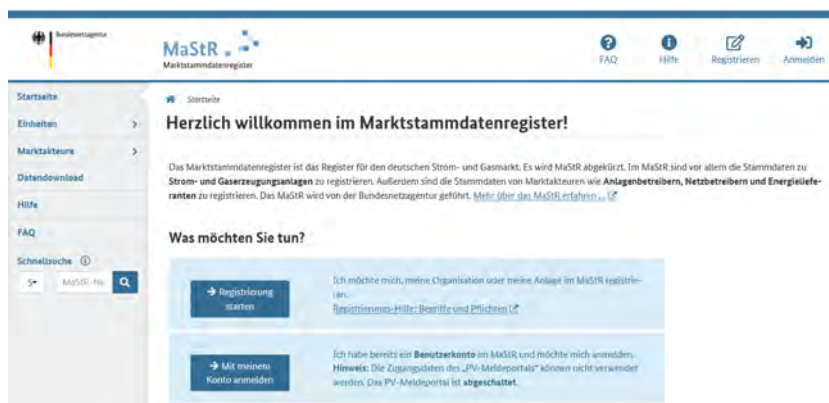 Bundesnetzagentur
MaStR
Marktstammdatenregister
FAQ
Hilfe
Registrieren
Anmelden
Startseite
Einheiten
Marktakteure
Datendownload
Hilfe
FAQ
Schnellsuche
S
MaStR-Nr
Startseite
Herzlich willkommen im Marktstammdatenregister!
Das Marktstammdatenregister ist das Register für den deutschen Strom- und Gasmarkt. Es wird MaStR abgekürzt. Im MaStR sind vor allem die Stammdaten zu
Strom- und Gaserzeugungsanlagen zu registrieren. Außerdem sind die Stammdaten von Marktakteuren wie Anlagenbetreibern, Netzbetreibern und Energieliefe-
ranten zu registrieren. Das MaStR wird von der Bundesnetzagentur geführt. Mehr über das MaStR erfahren ...
Was möchten Sie tun?
→ Registrierung
starten
Ich möchte mich, meine Organisation oder meine Anlage im MaStR registrie-
ren.
Registrierungs-Hilfe: Begriffe und Pflichten
→ Mit meinem
Konto anmelden
Ich habe bereits ein Benutzerkonto im MaStR und möchte mich anmelden.
Hinweis: Die Zugangsdaten des „PV-Meldeportals" können nicht verwendet
werden. Das PV-Meldeportal ist abgeschaltet.